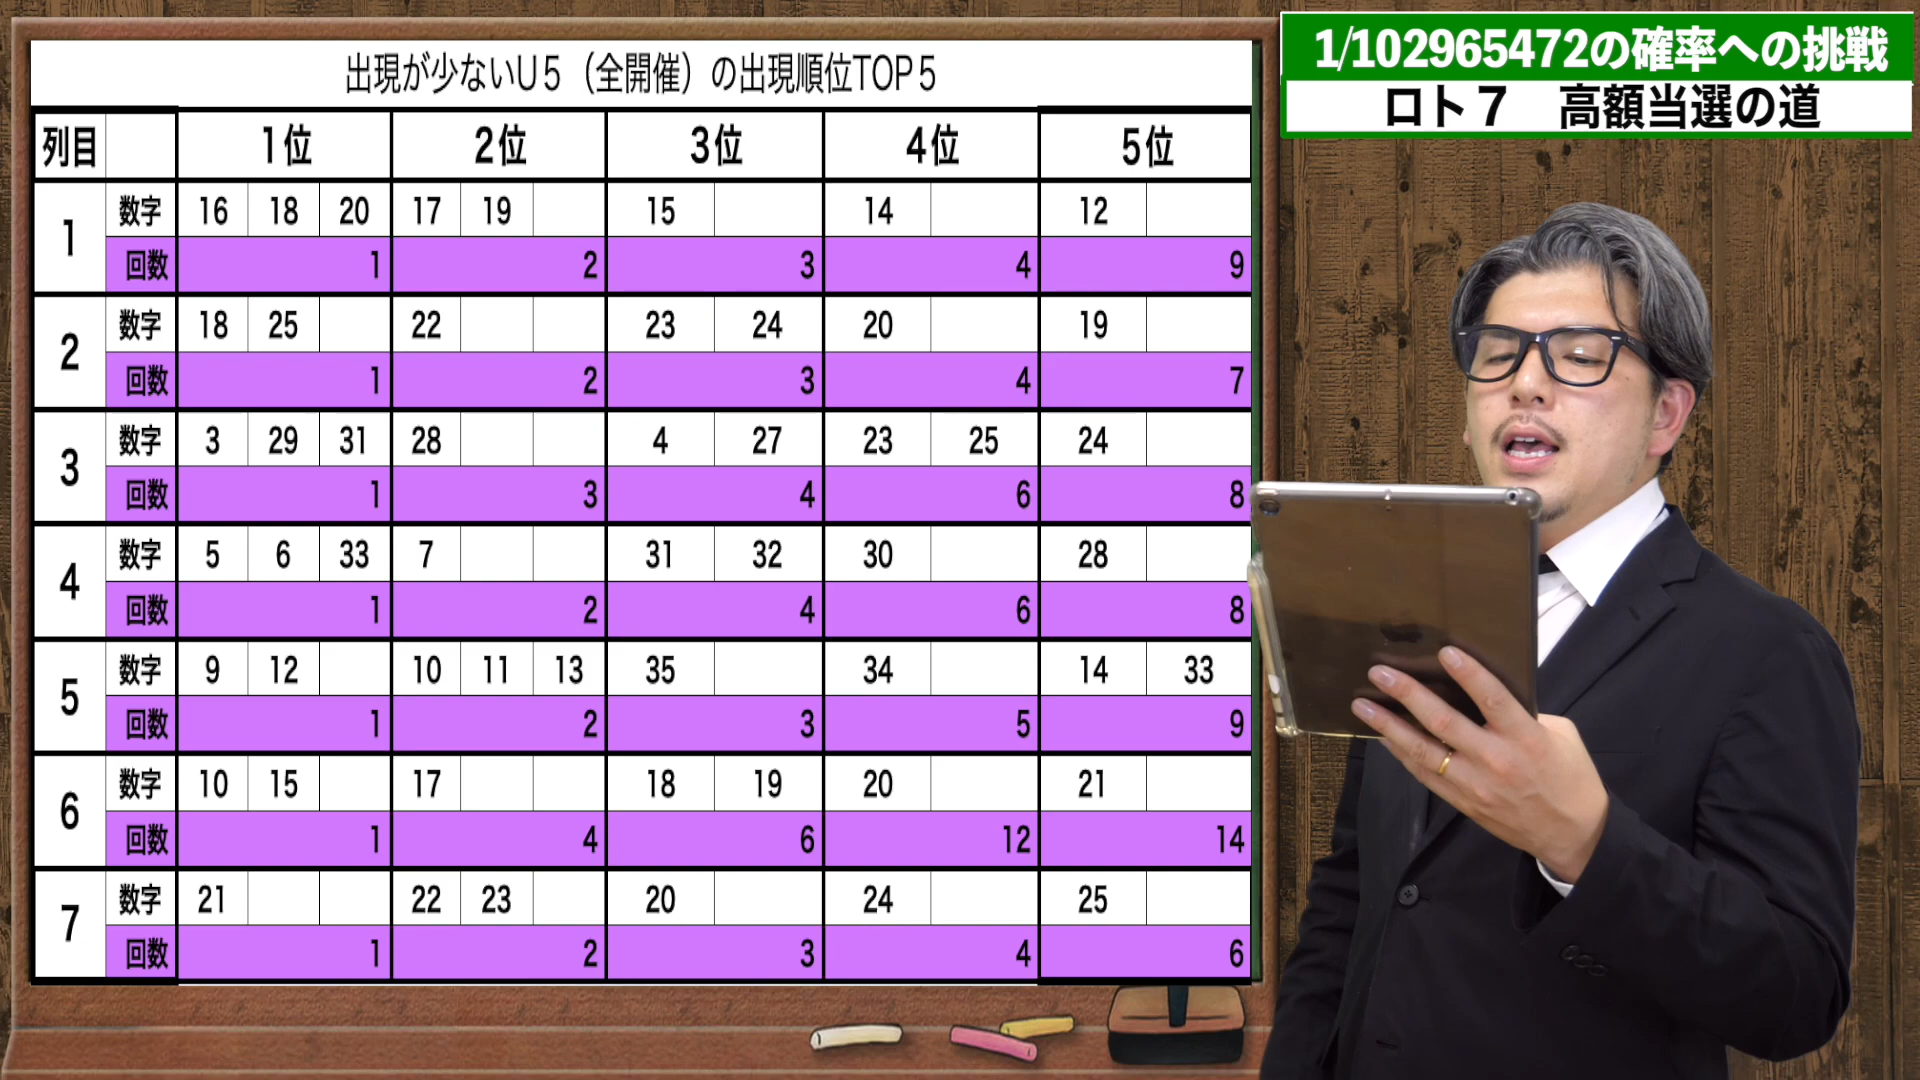 出現が少ないU5（全開催）の出現順位TOP5
列目 1位 2位 3位 4位 5位
1 数字 16 18 20 17 19 15 14 12
回数 1 2 3 4 9
2 数字 18 25 22 23 24 20 19
回数 1 2 3 4 7
3 数字 3 29 31 28 4 27 23 25 24
回数 1 3 4 6 8
4 数字 5 6 33 7 31 32 30 28
回数 1 2 4 6 8
5 数字 9 12 10 11 13 35 34 14 33
回数 1 2 3 5 9
6 数字 10 15 17 18 19 20 21
回数 1 4 6 12 14
7 数字 21 22 23 20 24 25
回数 1 2 3 4 6
1/102965472の確率への挑戦
ロト7　高額当選の道